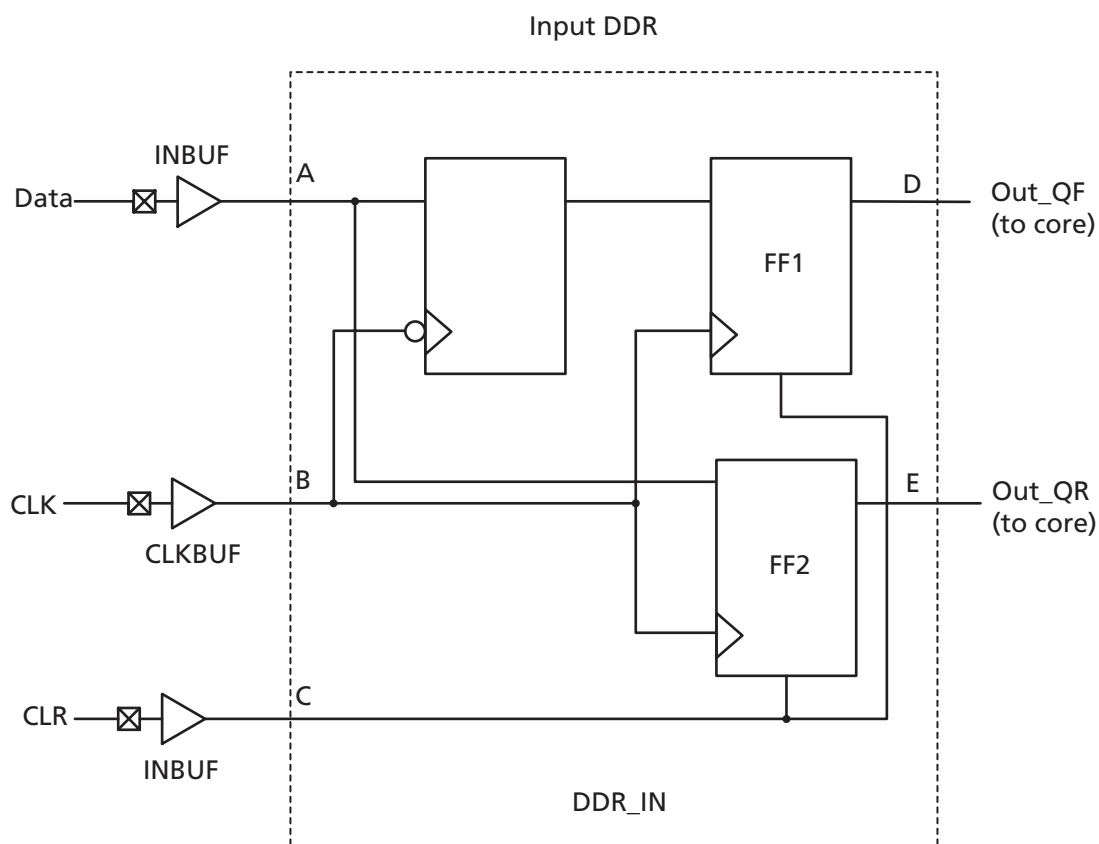 Input DDR
INBUF
A
D
Data
Out_QF
(to core)
FF1
B
E
CLK
Out_QR
(to core)
CLKBUF
FF2
C
CLR
INBUF
DDR_IN